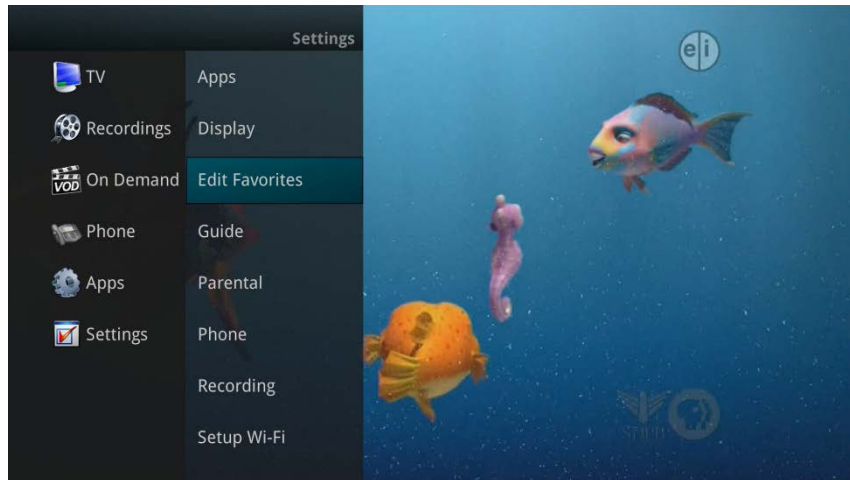 Settings
TV
Recordings
VOD
On Demand
Phone
Apps
Settings
Apps
Display
Edit Favorites
Guide
Parental
Phone
Recording
Setup Wi-Fi
e|i